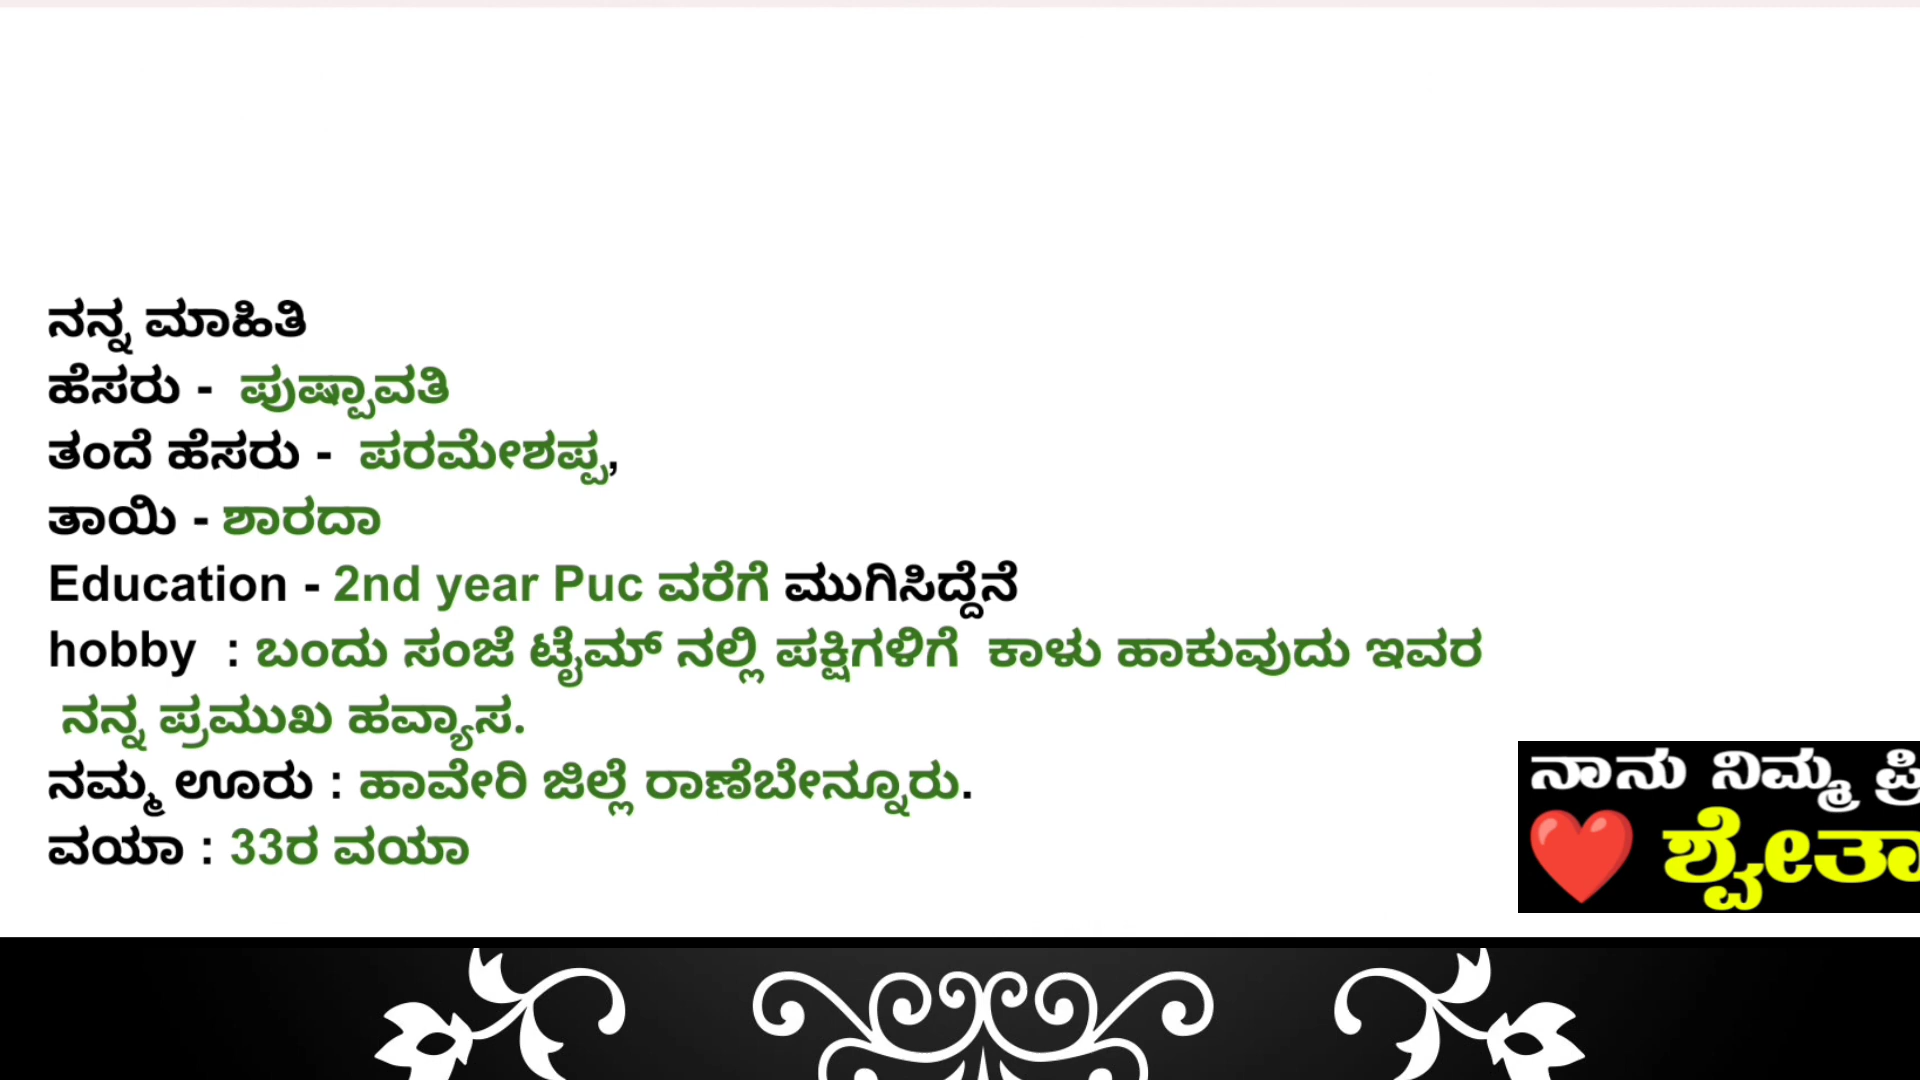 ನನ್ನ ಮಾಹಿತಿ
ಹೆಸರು - ಪುಷ್ಪಾವತಿ
ತಂದೆ ಹೆಸರು - ಪರಮೇಶಪ್ಪ,
ತಾಯಿ - ಶಾರದಾ
Education - 2nd year Puc ವರೆಗೆ ಮುಗಿಸಿದ್ದೆನೆ
hobby : ಬಂದು ಸಂಜೆ ಟೈಮ್ ನಲ್ಲಿ ಪಕ್ಷಿಗಳಿಗೆ ಕಾಳು ಹಾಕುವುದು ಇವರ
ನನ್ನ ಪ್ರಮುಖ ಹವ್ಯಾಸ.
ನಮ್ಮ ಊರು : ಹಾವೇರಿ ಜಿಲ್ಲೆ ರಾಣೆಬೇನ್ನೂರು.
ವಯಾ : 33ರ ವಯಾ
ನಾನು ನಿಮ್ಮ
ಶ್ವೇತಾ